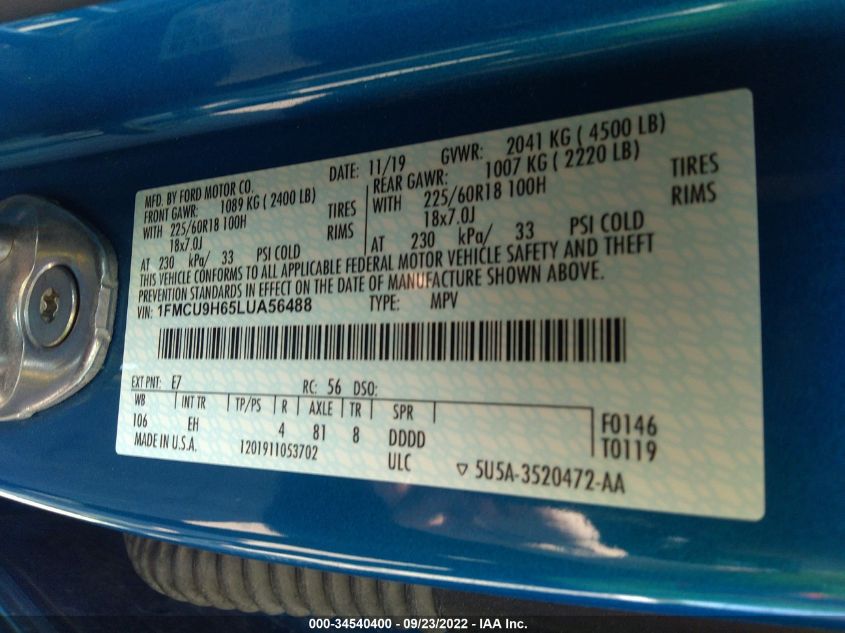 MFD. BY FORD MOTOR CO.
DATE: 11/19 GVWR: 2041 KG ( 4500 LB)
FRONT GAWR: 1089 KG ( 2400 LB)
REAR GAWR: 1007 KG ( 2220 LB)
WITH 225/60R18 100H TIRES
WITH 225/60R18 100H TIRES
18x7.0J RIMS
18x7.0J RIMS
AT 230 kPa/ 33 PSI COLD
AT 230 kPa/ 33 PSI COLD
THIS VEHICLE CONFORMS TO ALL APPLICABLE FEDERAL MOTOR VEHICLE SAFETY AND THEFT
PREVENTION STANDARDS IN EFFECT ON THE DATE OF MANUFACTURE SHOWN ABOVE.
VIN: 1FMCU9H65LUA56488 TYPE: MPV
EXT PNT: E7 RC: 56 DSO:
WB INT TR TP/PS R AXLE TR SPR
106 EH 4 81 8 DDDD
F0146
T0119
MADE IN U.S.A. 1201911053702 ULC 5U5A-3520472-AA
000-34540400 - 09/23/2022 - IAA Inc.